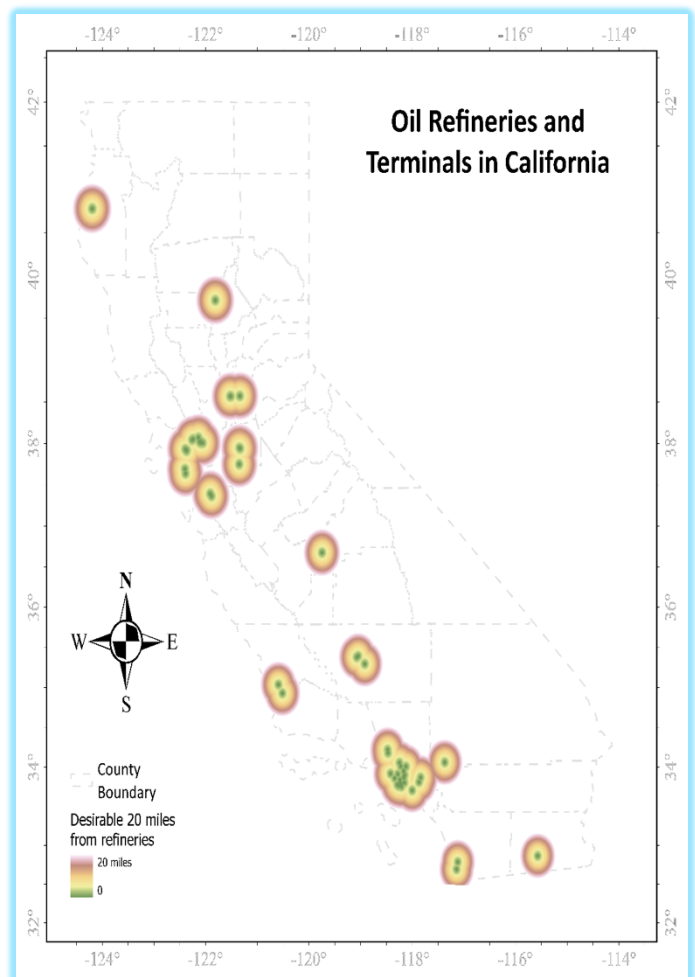 -124° -122° -120° -118° -116° -114°
Oil Refineries and
Terminals in California
42° 42°
40° 40°
38° 38°
36° 36°
N
W E
S
34° 34°
County
Boundary
Desirable 20 miles
from refineries
20 miles
0
32° 32°
-124° -122° -120° -118° -116° -114°